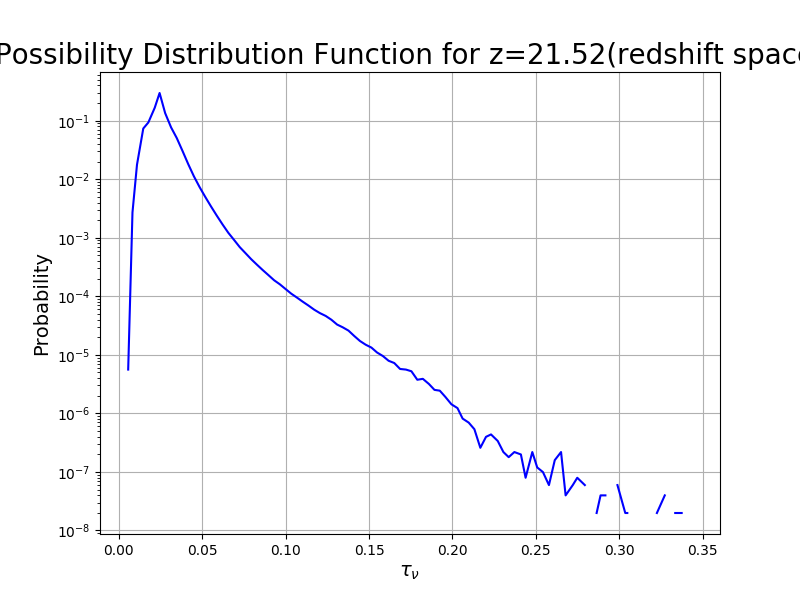 Possibility Distribution Function for z=21.52(redshift space
Probability
10⁻¹
10⁻²
10⁻³
10⁻⁴
10⁻⁵
10⁻⁶
10⁻⁷
10⁻⁸
0.00 0.05 0.10 0.15 0.20 0.25 0.30 0.35
τ_ν